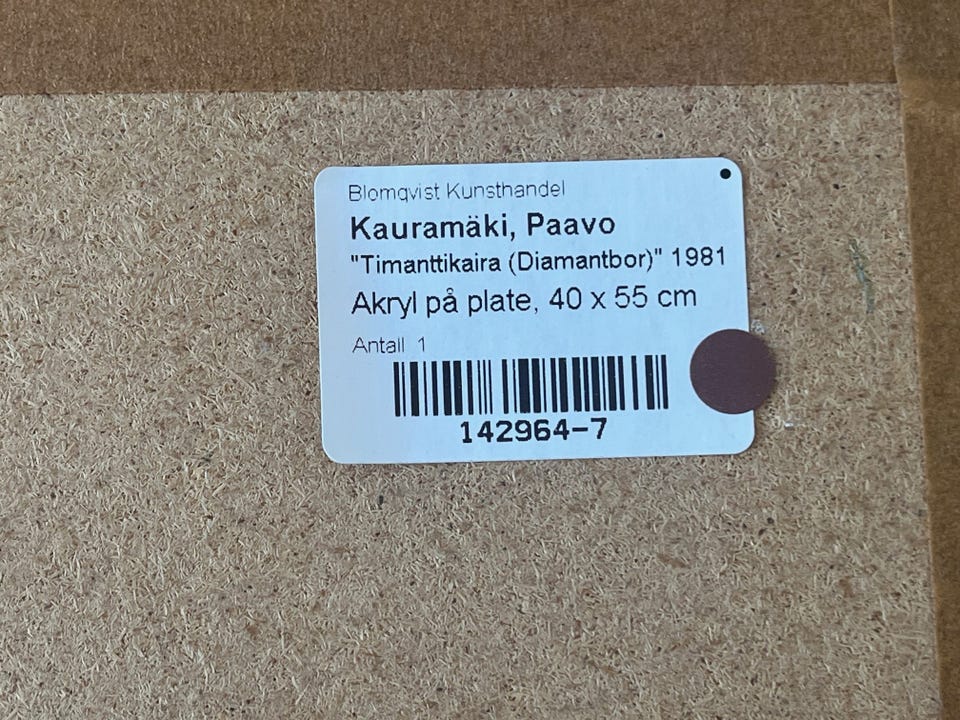 Blomqvist Kunsthandel
Kauramäki, Paavo
"Timanttikaira (Diamantbor)" 1981
Akryl på plate, 40 x 55 cm
Antall 1
142964-7